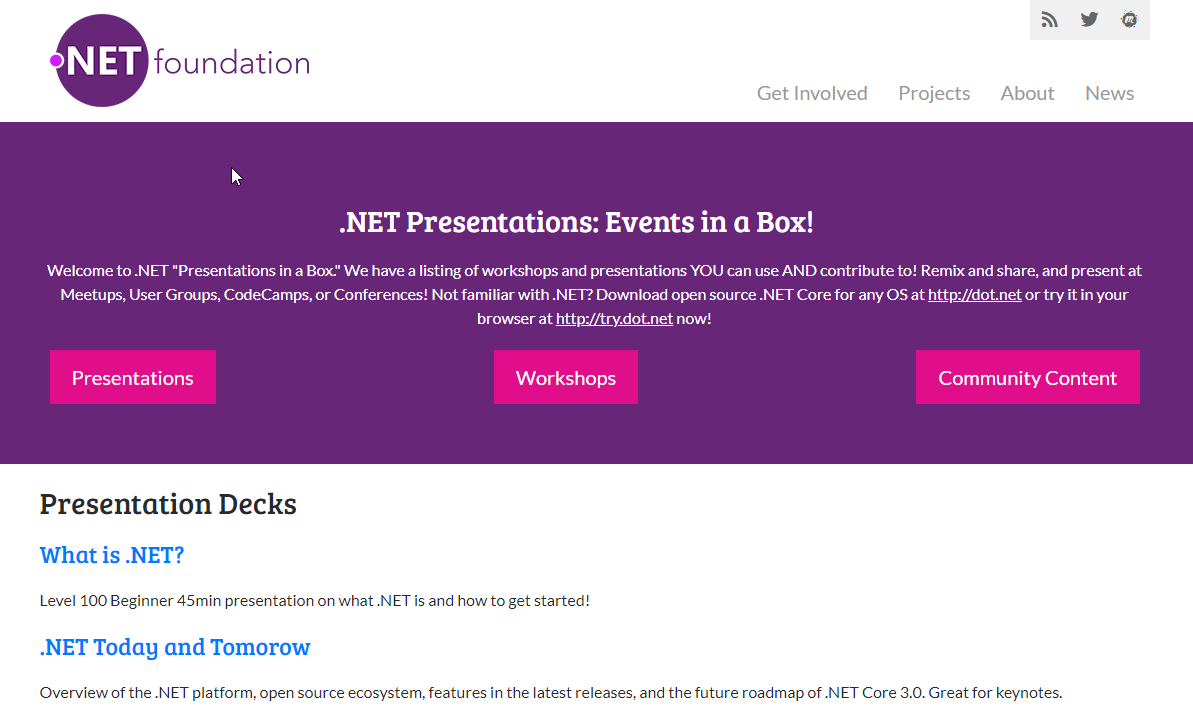 .NET foundation
Get Involved Projects About News
.NET Presentations: Events in a Box!
Welcome to .NET "Presentations in a Box." We have a listing of workshops and presentations YOU can use AND contribute to! Remix and share, and present at
Meetups, User Groups, CodeCamps, or Conferences! Not familiar with .NET? Download open source .NET Core for any OS at http://dot.net or try it in your
browser at http://try.dot.net now!
Presentations Workshops Community Content
Presentation Decks
What is .NET?
Level 100 Beginner 45min presentation on what .NET is and how to get started!
.NET Today and Tomorow
Overview of the .NET platform, open source ecosystem, features in the latest releases, and the future roadmap of .NET Core 3.0. Great for keynotes.